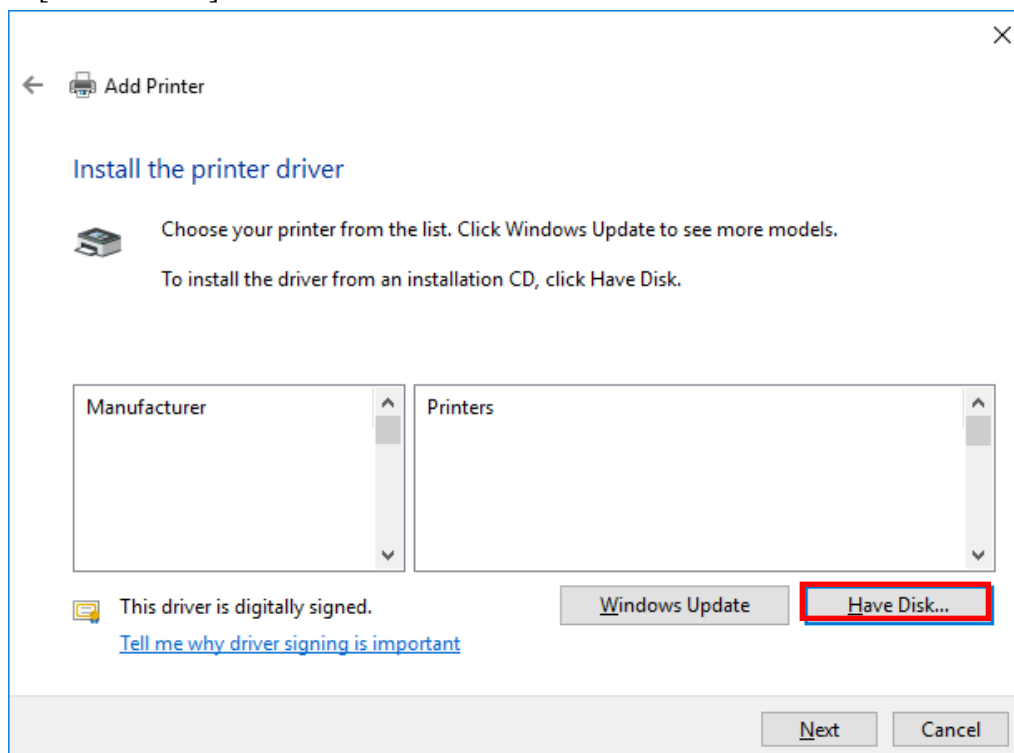 Add Printer
Install the printer driver
Choose your printer from the list. Click Windows Update to see more models.
To install the driver from an installation CD, click Have Disk.
Manufacturer
Printers
This driver is digitally signed.
Windows Update
Have Disk...
Tell me why driver signing is important
Next
Cancel